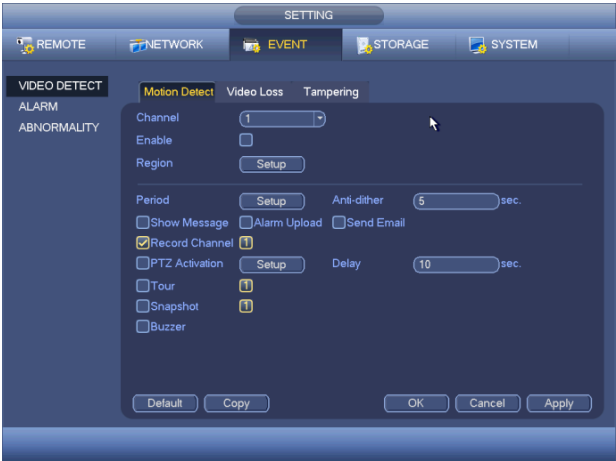 SETTING
REMOTE NETWORK EVENT STORAGE SYSTEM
VIDEO DETECT
ALARM
ABNORMALITY
Motion Detect Video Loss Tampering
Channel 1
Enable
Region Setup
Period Setup Anti-dither 5 sec.
Show Message Alarm Upload Send Email
Record Channel 1
PTZ Activation Setup Delay 10 sec.
Tour 1
Snapshot 1
Buzzer
Default Copy OK Cancel Apply